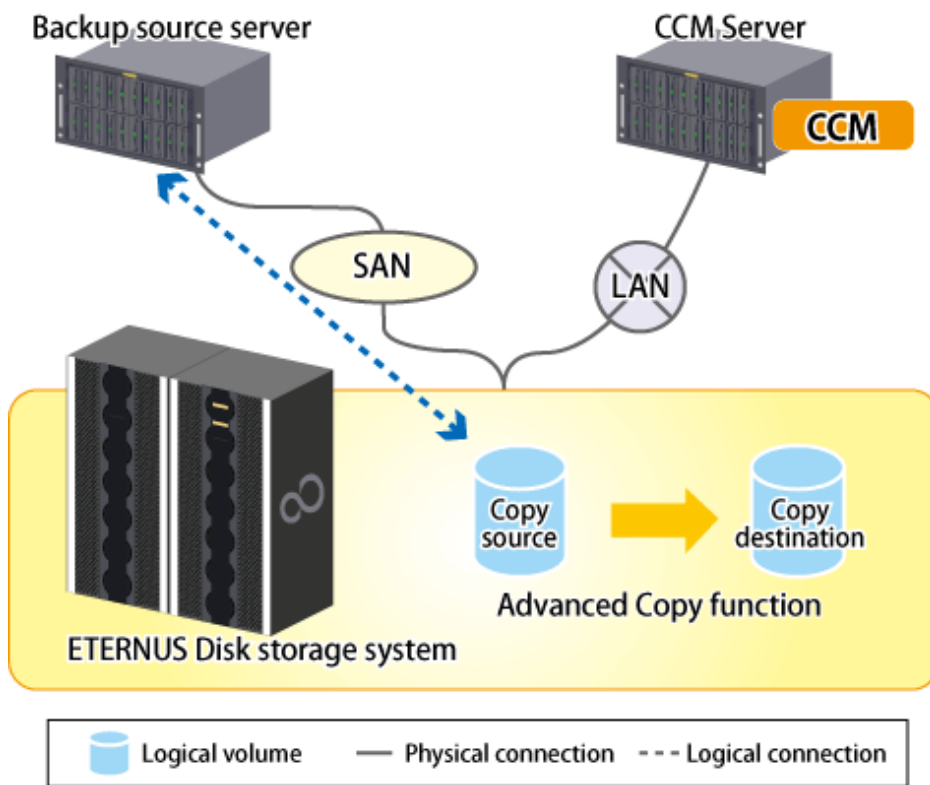 Backup source server
CCM Server
CCM
SAN
LAN
Copy
source
Copy
destination
Advanced Copy function
ETERNUS Disk storage system
Logical volume
Physical connection
Logical connection